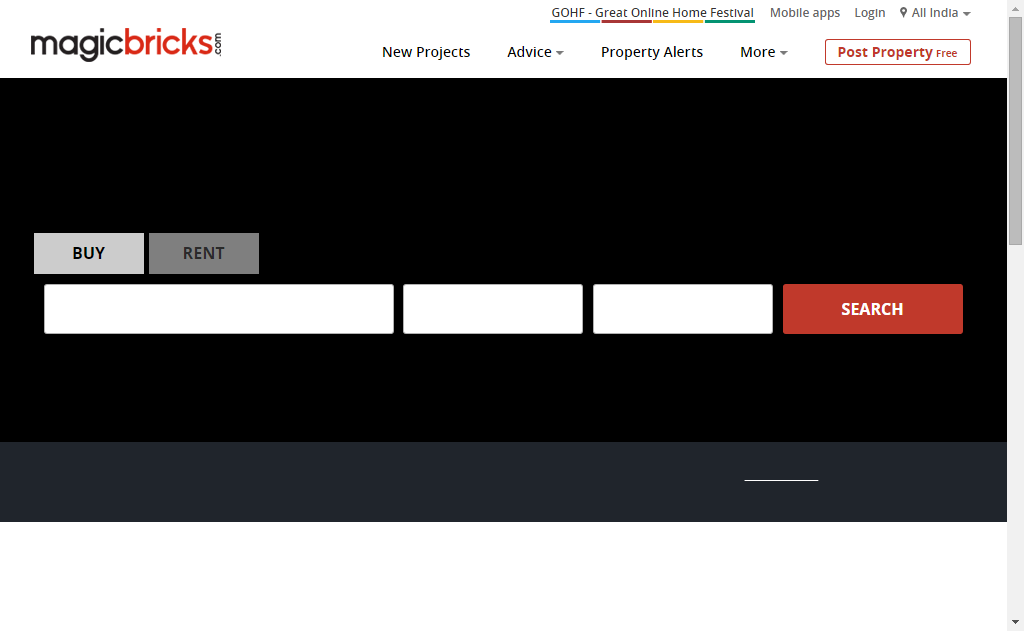 GOHF - Great Online Home Festival Mobile apps Login All India
magicbricks.com
New Projects Advice Property Alerts More Post Property Free
BUY RENT
SEARCH